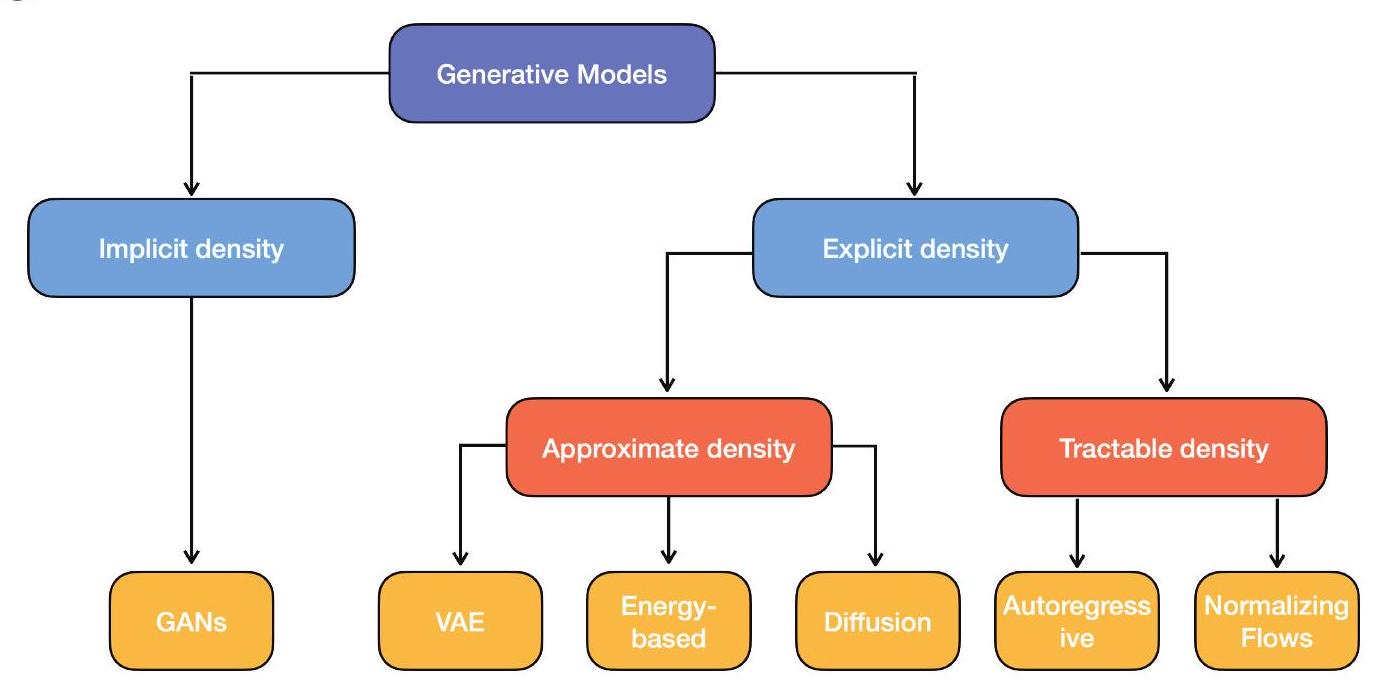 Generative Models
Implicit density
Explicit density
Approximate density
Tractable density
GANs
VAE
Energy-
based
Diffusion
Autoregress
ive
Normalizing
Flows